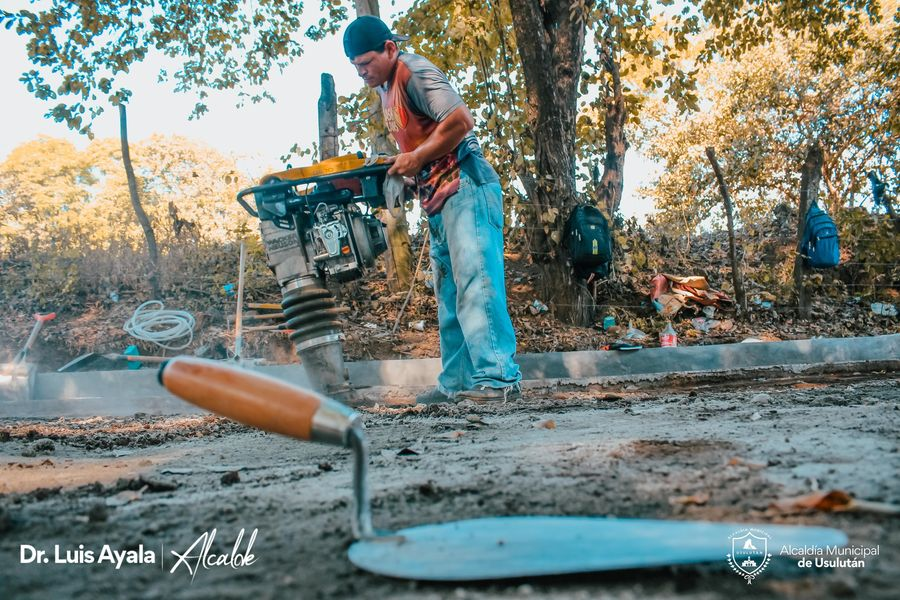 Dr. Luis Ayala | Alcalde
Alcaldía Municipal
de Usulután